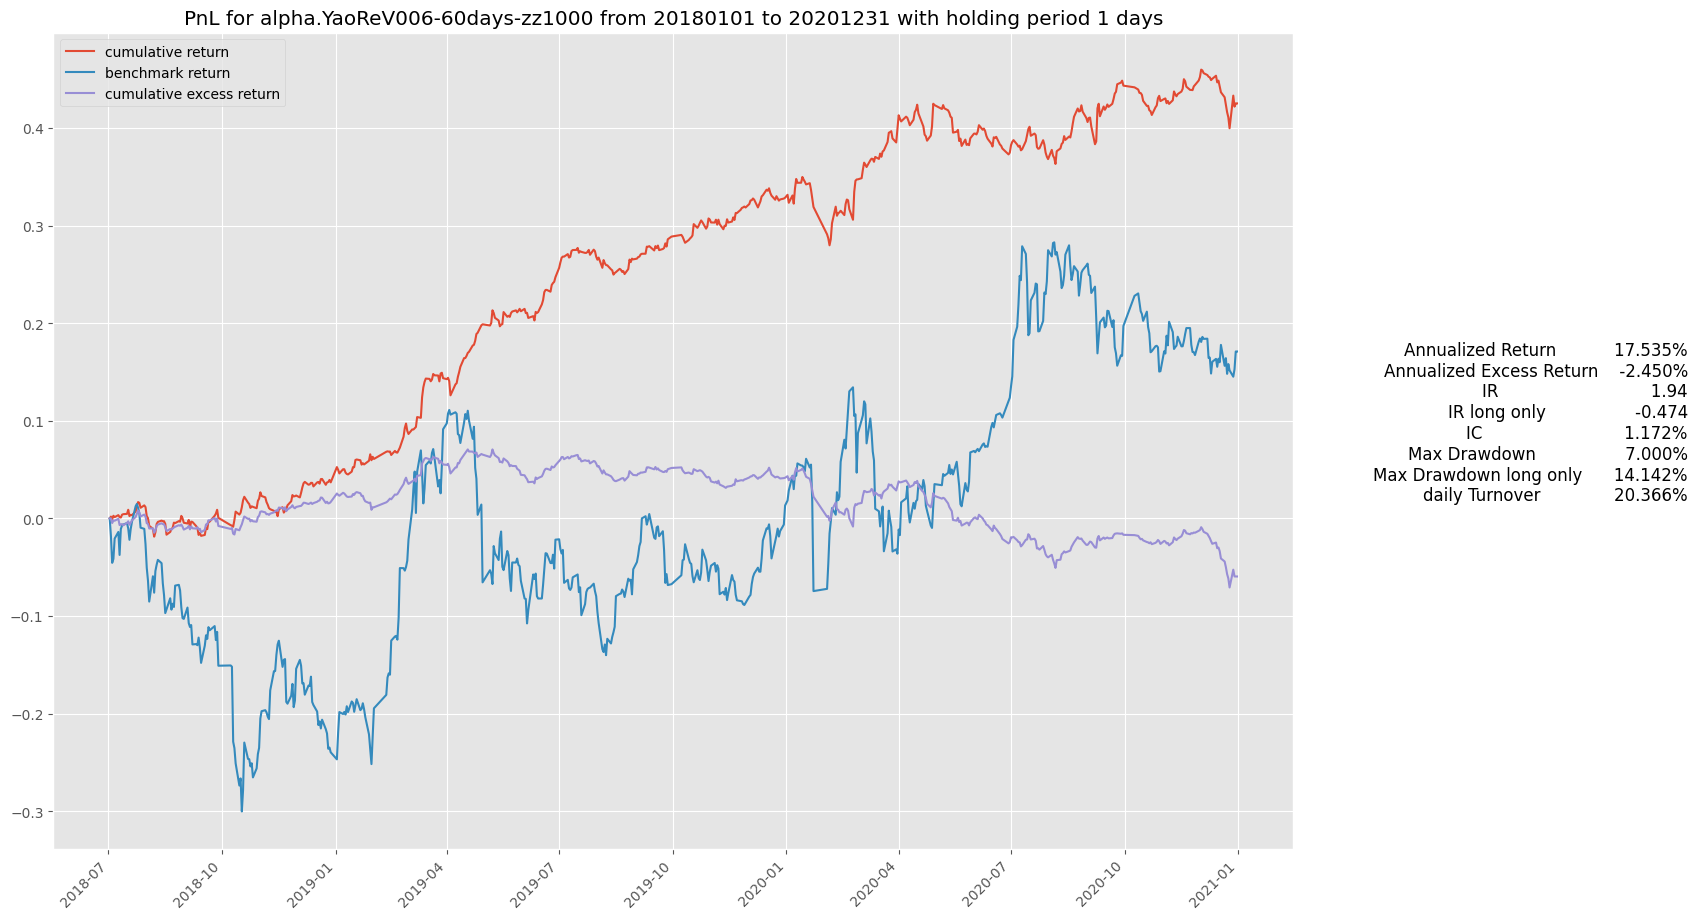 PnL for alpha.YaoReV006-60days-zz1000 from 20180101 to 20201231 with holding period 1 days
cumulative return
benchmark return
cumulative excess return
0.4
0.3
0.2
0.1
0.0
−0.1
−0.2
−0.3
2018-07
2018-10
2019-01
2019-04
2019-07
2019-10
2020-01
2020-04
2020-07
2020-10
2021-01
Annualized Return 17.535%
Annualized Excess Return -2.450%
IR 1.94
IR long only -0.474
IC 1.172%
Max Drawdown 7.000%
Max Drawdown long only 14.142%
daily Turnover 20.366%